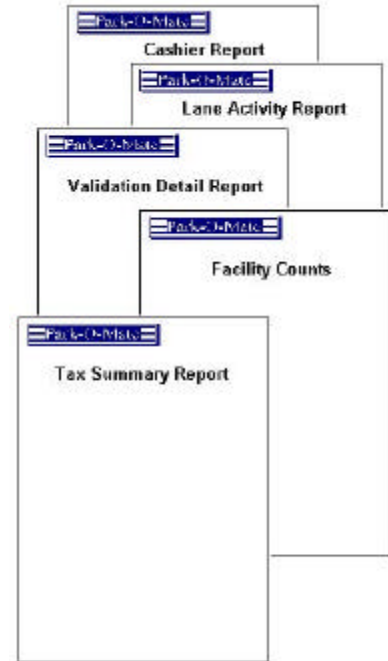 Park-O-Mate
Cashier Report
Park-O-Mate
Lane Activity Report
Park-O-Mate
Validation Detail Report
Park-O-Mate
Facility Counts
Park-O-Mate
Tax Summary Report